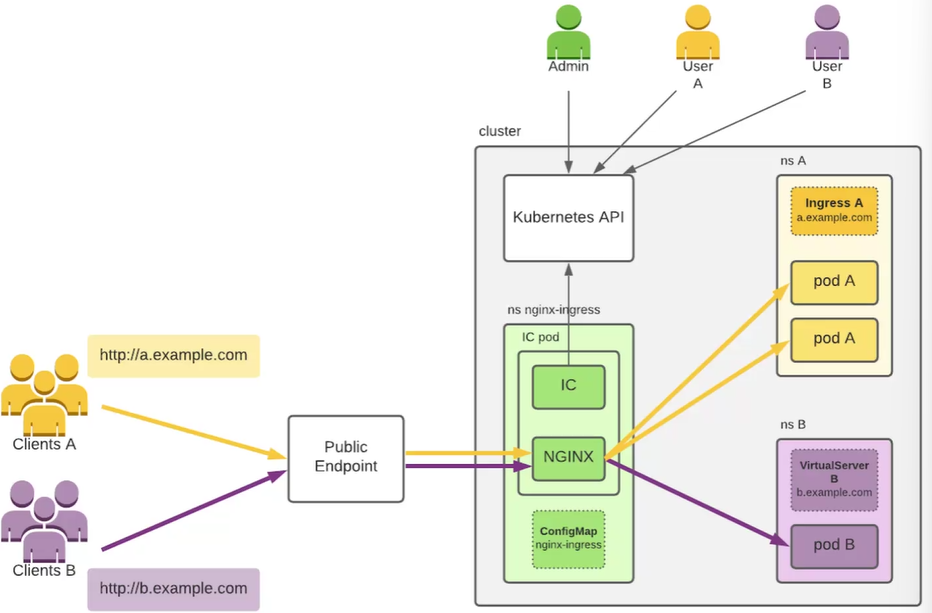 Admin
User
A
User
B
cluster
ns A
Ingress A
a.example.com
Kubernetes API
pod A
ns nginx-ingress
IC pod
pod A
http://a.example.com
IC
Clients A
ns B
Public
Endpoint
NGINX
VirtualServer
B
b.example.com
ConfigMap
nginx-ingress
pod B
Clients B
http://b.example.com